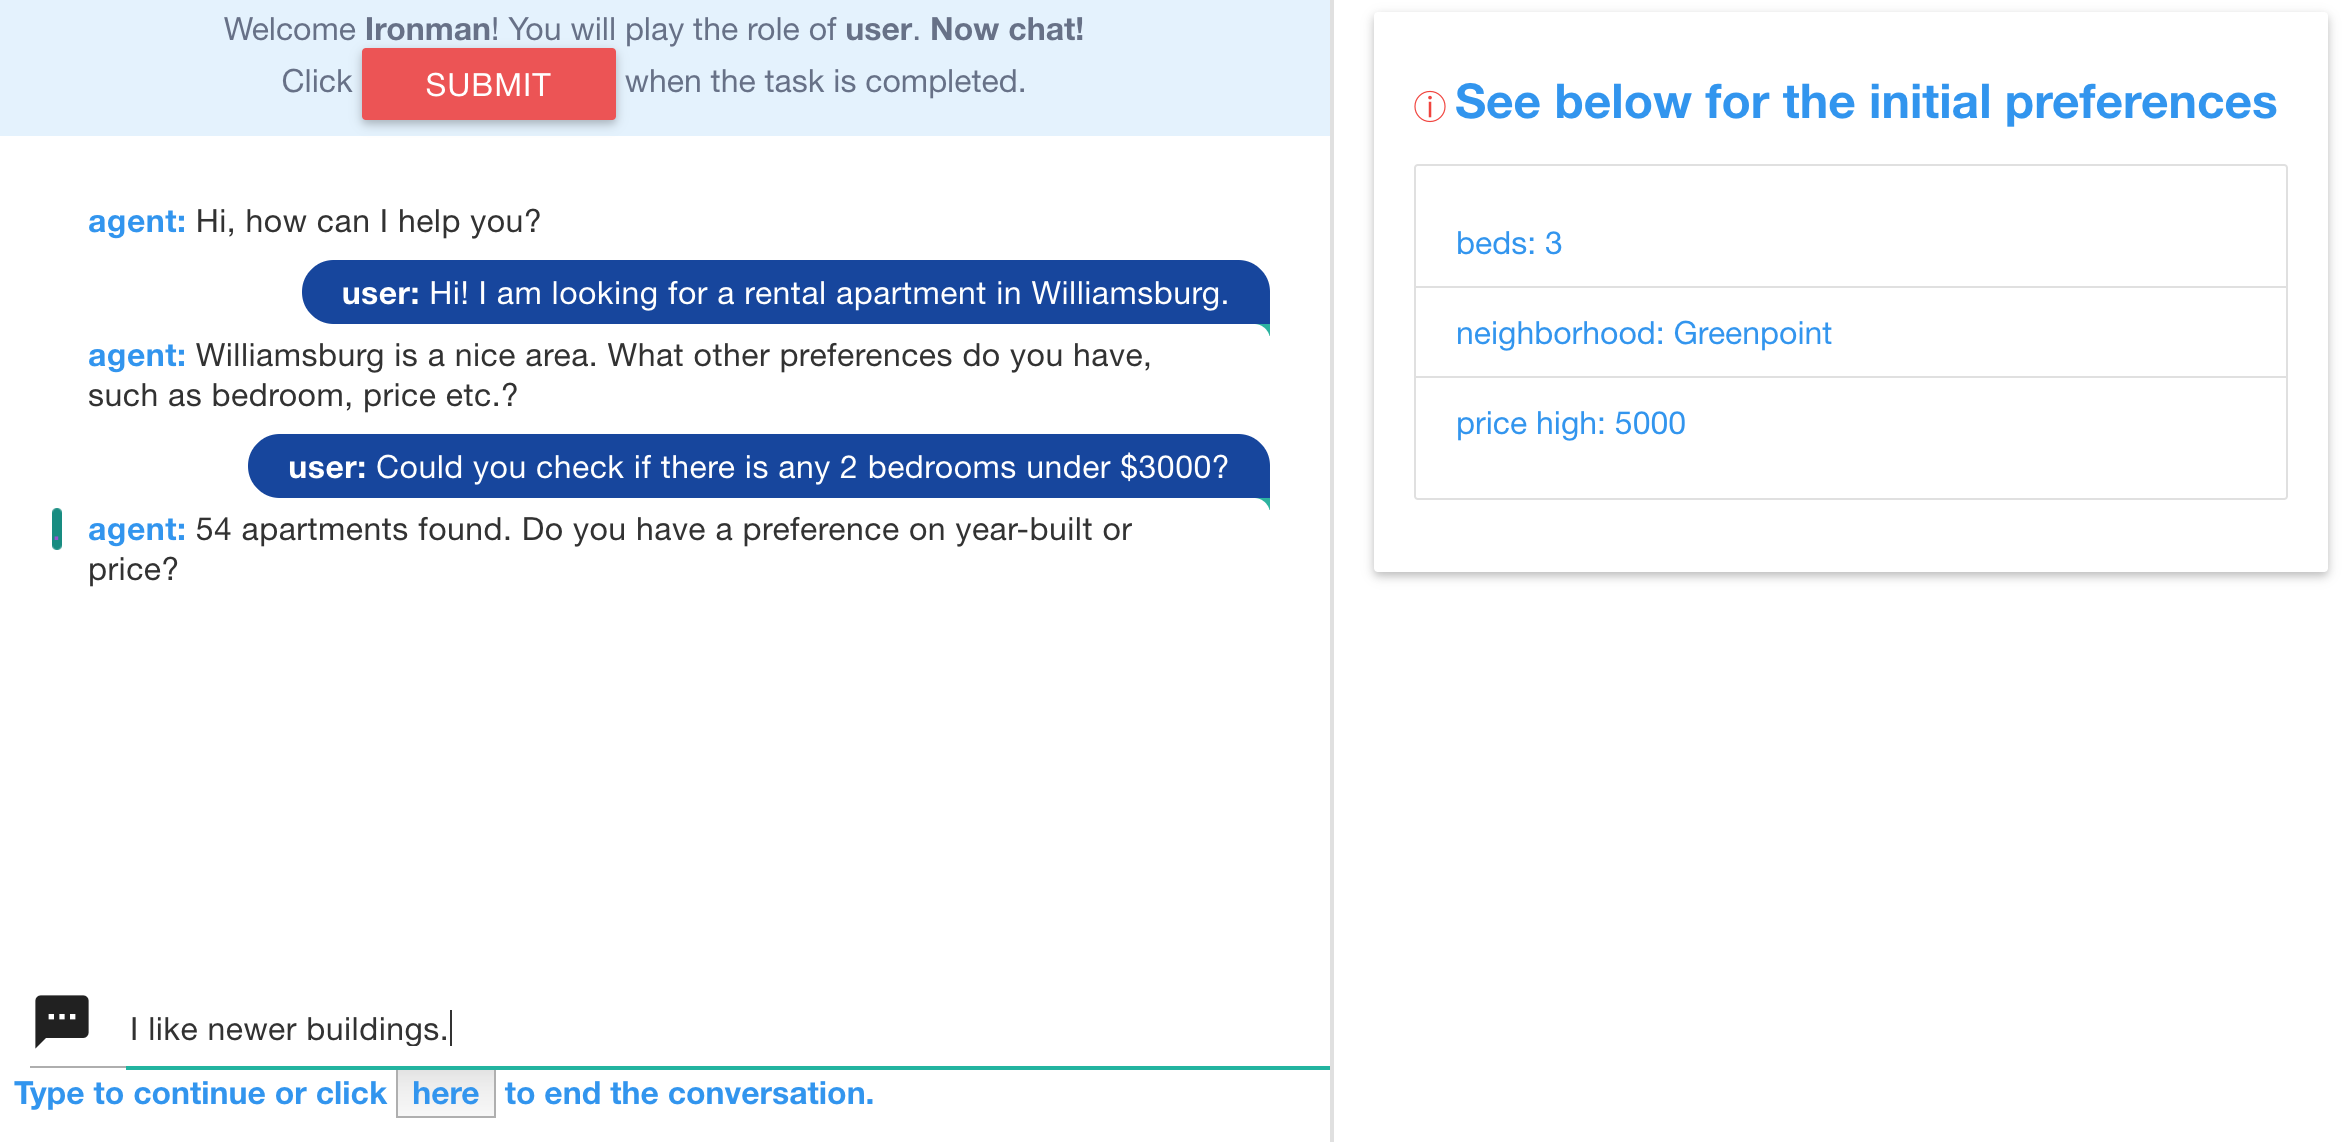 Welcome Ironman! You will play the role of user. Now chat!
Click SUBMIT when the task is completed.
agent: Hi, how can I help you?
user: Hi! I am looking for a rental apartment in Williamsburg.
agent: Williamsburg is a nice area. What other preferences do you have,
such as bedroom, price etc.?
user: Could you check if there is any 2 bedrooms under $3000?
agent: 54 apartments found. Do you have a preference on year-built or
price?
I like newer buildings.
Type to continue or click here to end the conversation.
See below for the initial preferences
beds: 3
neighborhood: Greenpoint
price high: 5000